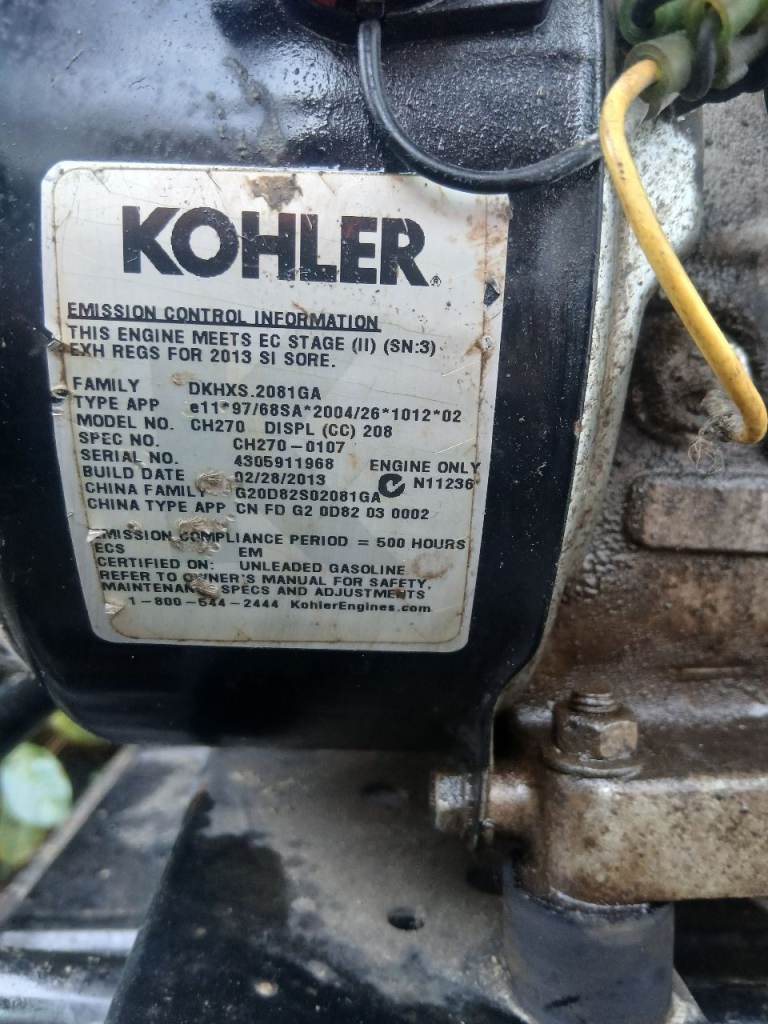 KOHLER®
EMISSION CONTROL INFORMATION
THIS ENGINE MEETS EC STAGE (II) (SN:3)
EXH REGS FOR 2013 SI SORE.
FAMILY DKHXS.2081GA
TYPE APP e11*97/68SA*2004/26*1012*02
MODEL NO. CH270 DISPL (CC) 208
SPEC NO. CH270-0107
SERIAL NO. 4305911968 ENGINE ONLY
BUILD DATE 02/28/2013 N11236
CHINA FAMILY G20D82S02081GA
CHINA TYPE APP CN FD G2 0D82 03 0002
EMISSION COMPLIANCE PERIOD = 500 HOURS
ECS EM
CERTIFIED ON: UNLEADED GASOLINE
REFER TO OWNER'S MANUAL FOR SAFETY,
MAINTENANCE SPECS AND ADJUSTMENTS
1-800-544-2444 KohlerEngines.com